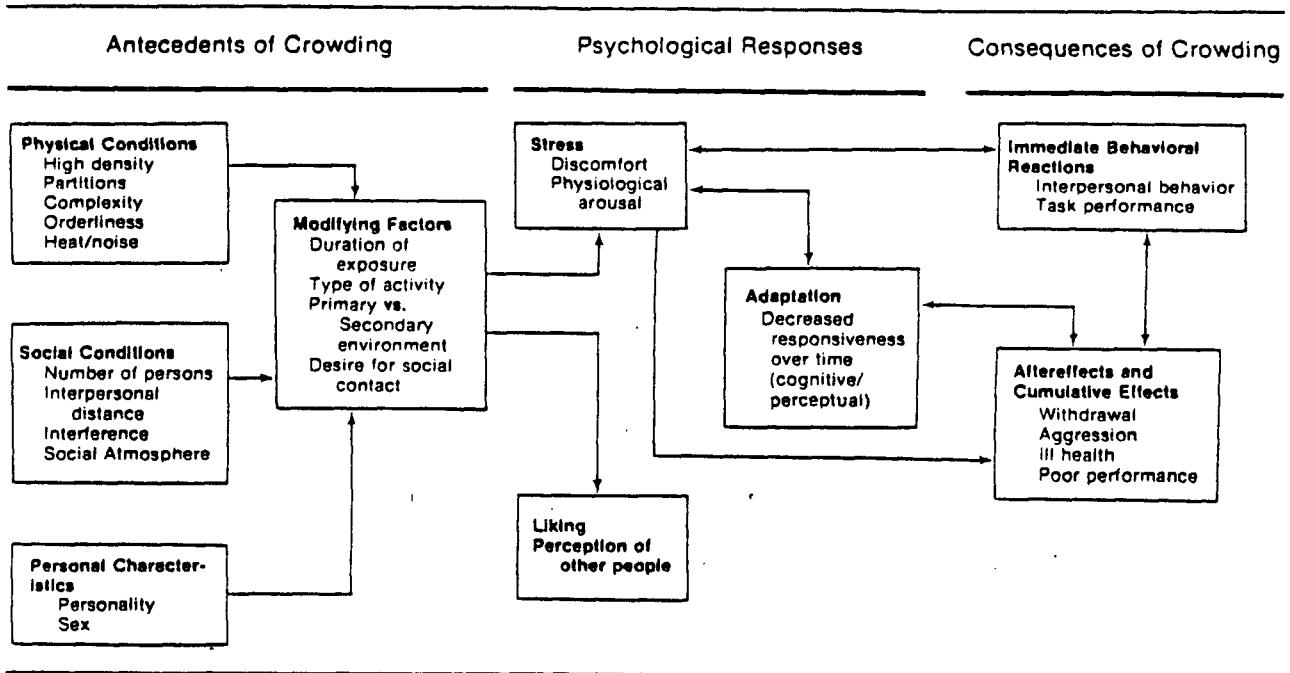 Antecedents of Crowding
Psychological Responses
Consequences of Crowding
Physical Conditions
High density
Partitions
Complexity
Orderliness
Heat/noise
Social Conditions
Number of persons
Interpersonal
distance
Interference
Social Atmosphere
Personal Character-
istics
Personality
Sex
Modifying Factors
Duration of
exposure
Type of activity
Primary vs.
Secondary
environment
Desire for social
contact
Stress
Discomfort
Physiological
arousal
Adaptation
Decreased
responsiveness
over time
(cognitive/
perceptual)
Liking
Perception of
other people
Immediate Behavioral
Reactions
Interpersonal behavior
Task performance
Aftereffects and
Cumulative Effects
Withdrawal
Aggression
Ill health
Poor performance